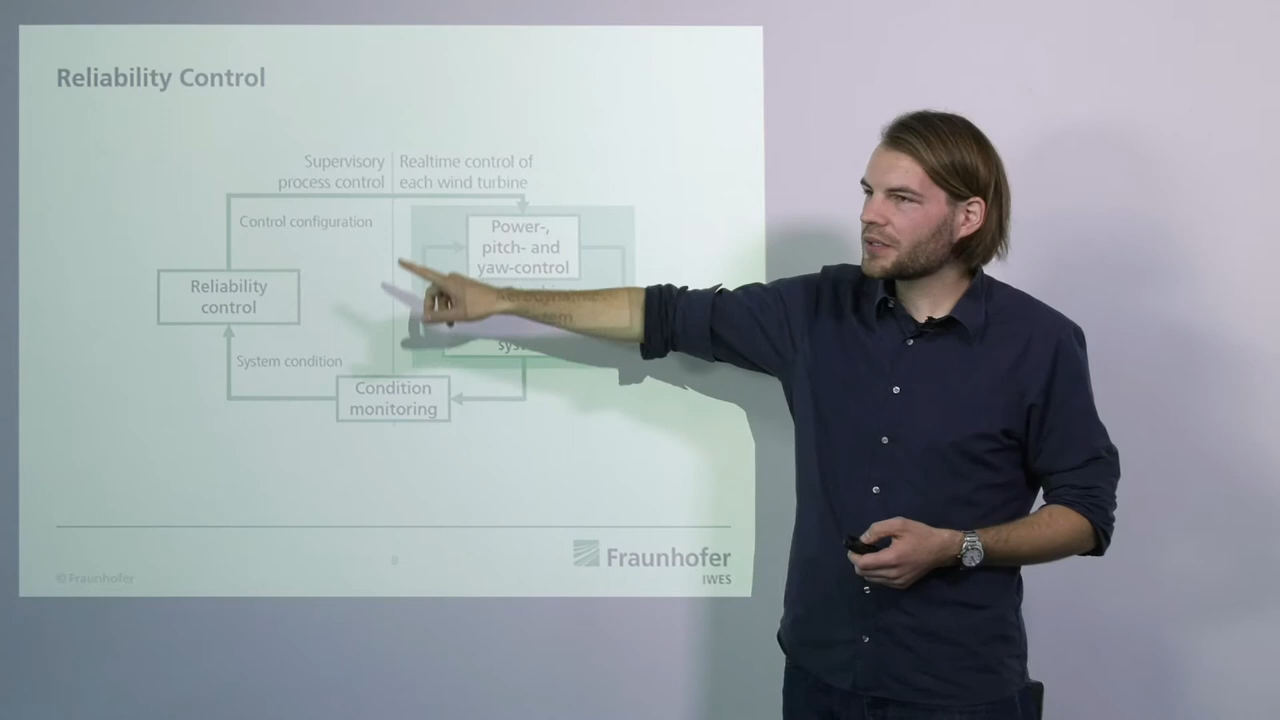 Reliability Control
Supervisory
process control
Realtime control of
each wind turbine
Control configuration
Power-,
pitch- and
yaw-control
Reliability
control
System condition
Condition
monitoring
8
Fraunhofer
IWES
© Fraunhofer